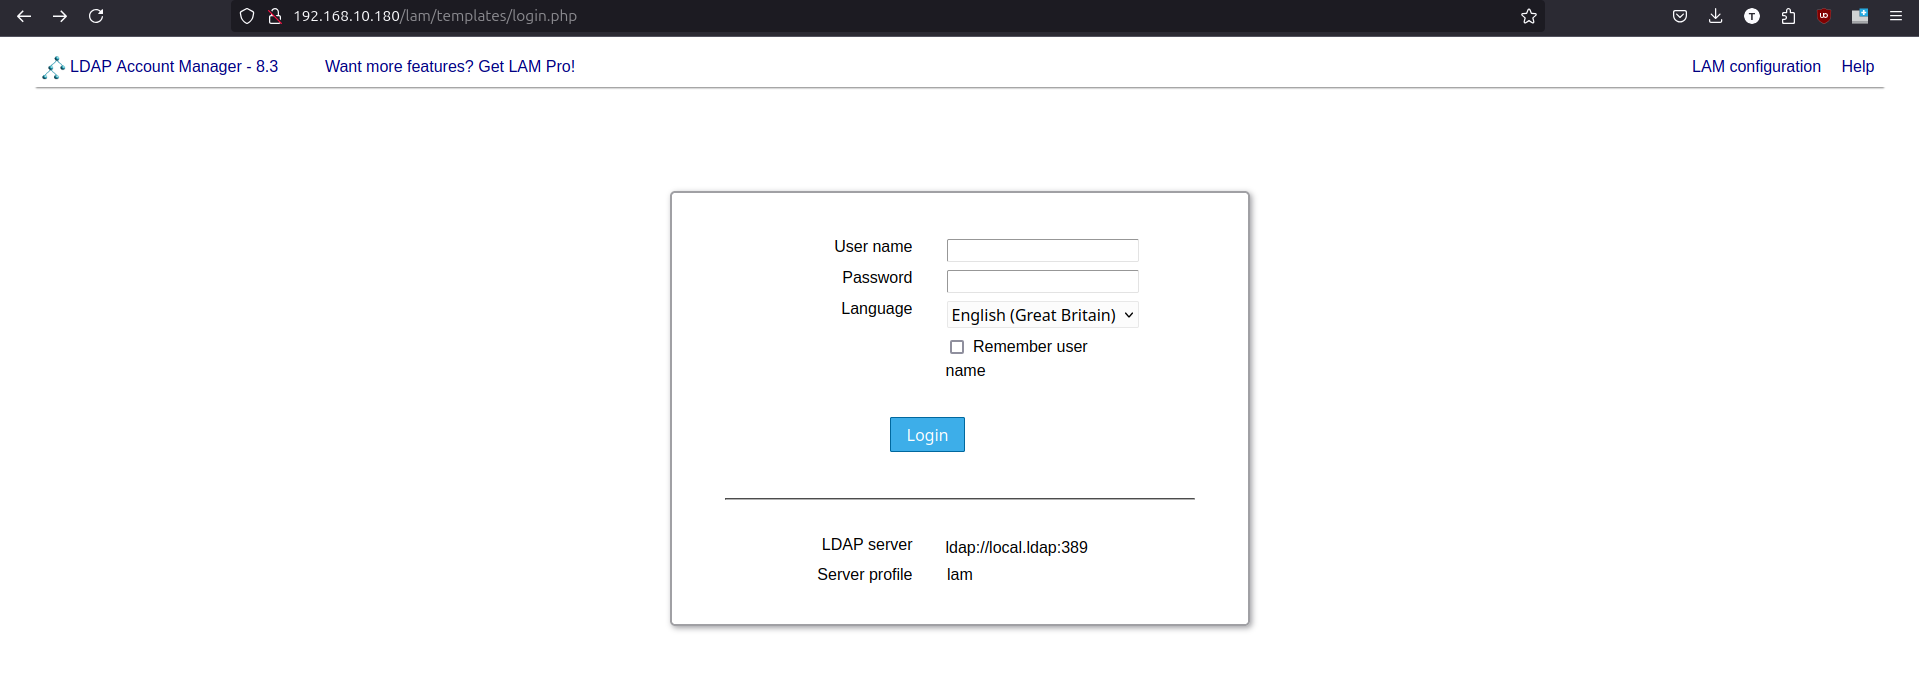 192.168.10.180/lam/templates/login.php
LDAP Account Manager - 8.3 Want more features? Get LAM Pro! LAM configuration Help
User name
Password
Language English (Great Britain)
Remember user
name
Login
LDAP server ldap://local.ldap:389
Server profile lam